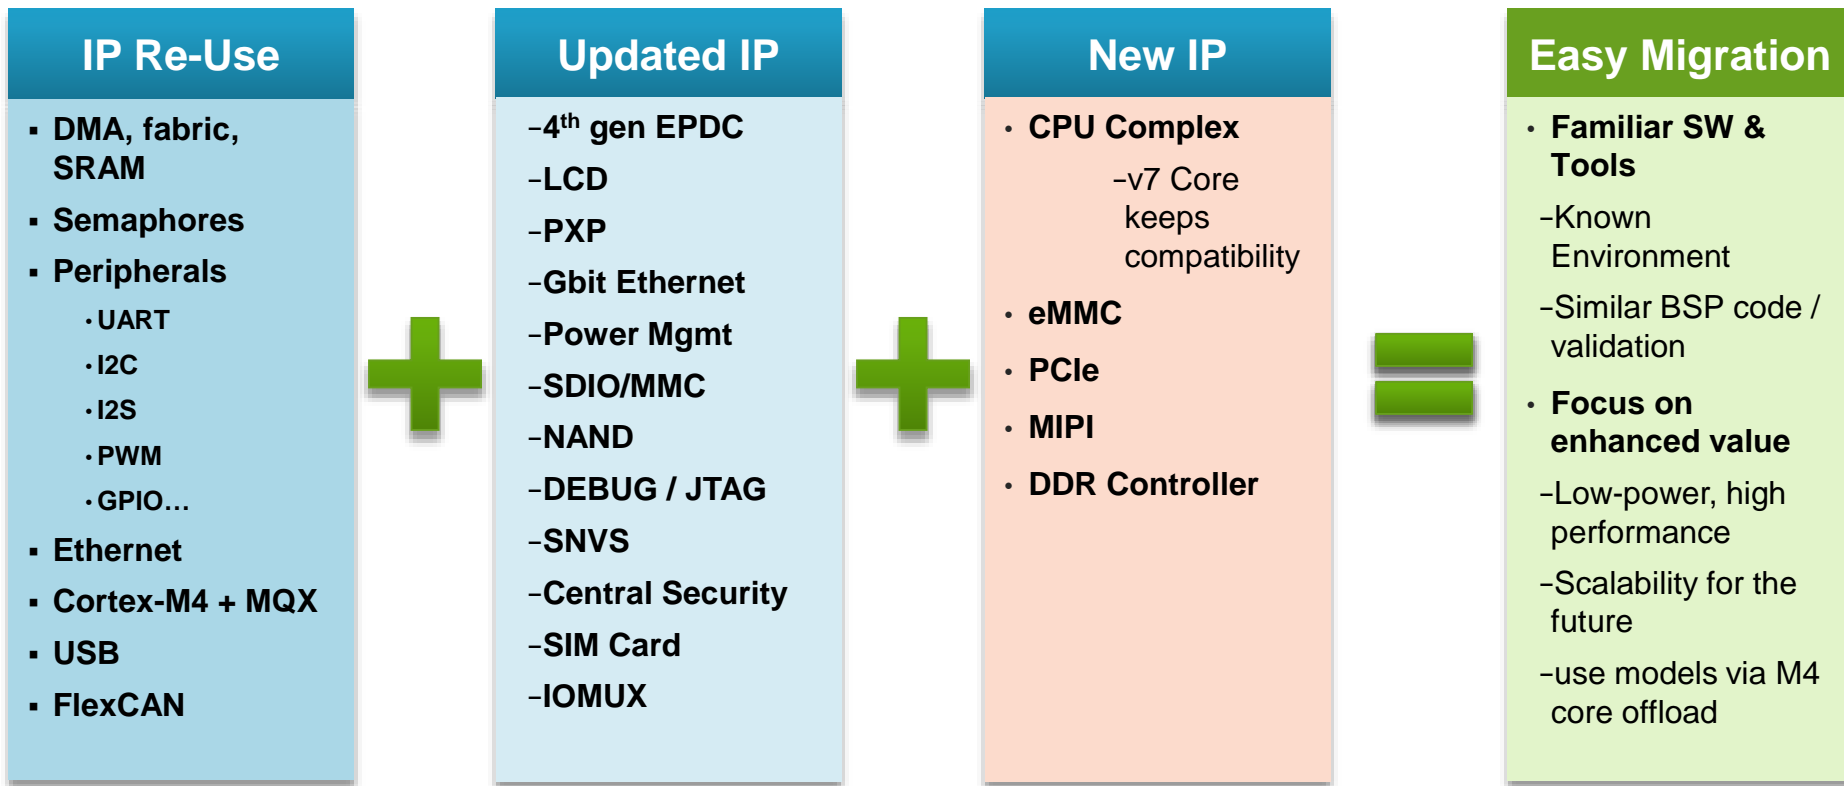 IP Re-Use
▪ DMA, fabric,
SRAM
▪ Semaphores
▪ Peripherals
• UART
• I2C
• I2S
• PWM
• GPIO…
▪ Ethernet
▪ Cortex-M4 + MQX
▪ USB
▪ FlexCAN
Updated IP
–4th gen EPDC
–LCD
–PXP
–Gbit Ethernet
–Power Mgmt
–SDIO/MMC
–NAND
–DEBUG / JTAG
–SNVS
–Central Security
–SIM Card
–IOMUX
New IP
• CPU Complex
–v7 Core
keeps
compatibility
• eMMC
• PCIe
• MIPI
• DDR Controller
Easy Migration
• Familiar SW &
Tools
–Known
Environment
–Similar BSP code /
validation
• Focus on
enhanced value
–Low-power, high
performance
–Scalability for the
future
–use models via M4
core offload